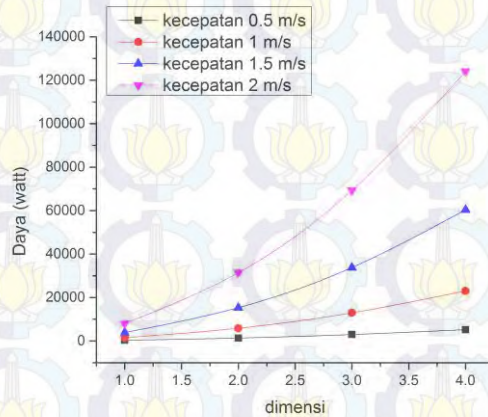 kecepatan 0.5 m/s
kecepatan 1 m/s
kecepatan 1.5 m/s
kecepatan 2 m/s
140000
120000
100000
80000
60000
40000
20000
0
Daya (watt)
1.0 1.5 2.0 2.5 3.0 3.5 4.0
dimensi